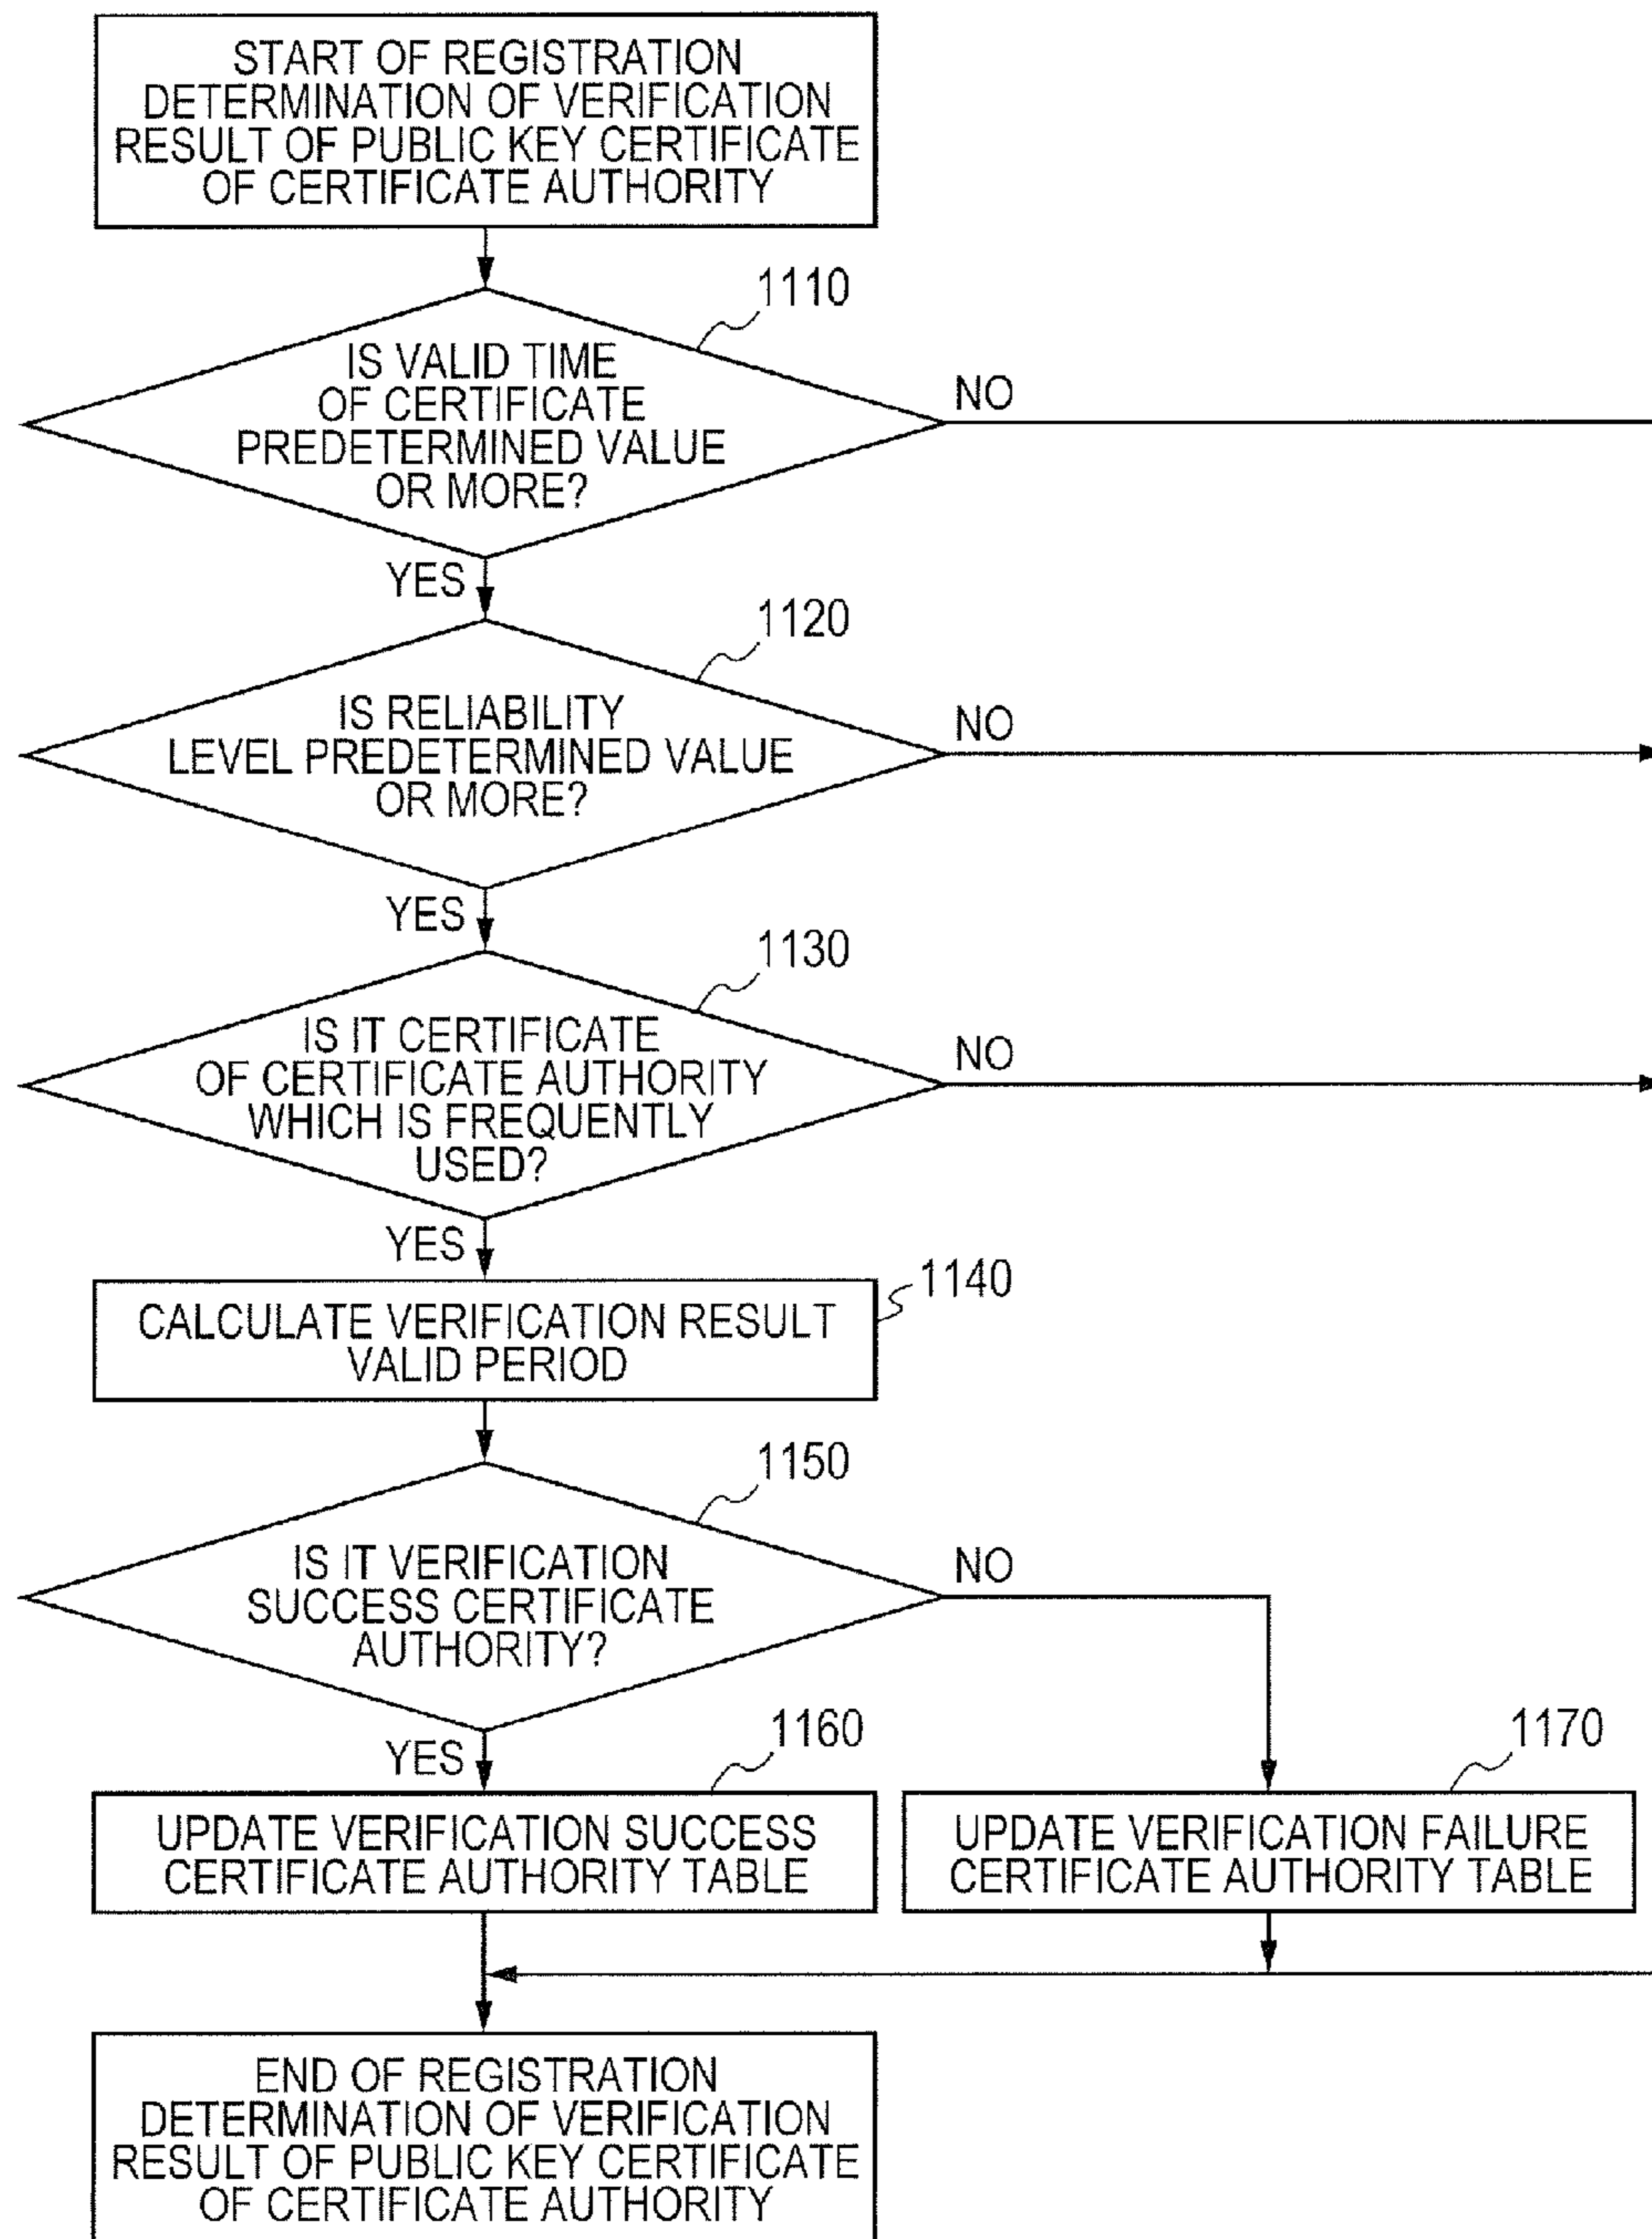 START OF REGISTRATION
DETERMINATION OF VERIFICATION
RESULT OF PUBLIC KEY CERTIFICATE
OF CERTIFICATE AUTHORITY
1110
IS VALID TIME
OF CERTIFICATE
PREDETERMINED VALUE
OR MORE?
NO
YES
1120
IS RELIABILITY
LEVEL PREDETERMINED VALUE
OR MORE?
NO
YES
1130
IS IT CERTIFICATE
OF CERTIFICATE AUTHORITY
WHICH IS FREQUENTLY
USED?
NO
YES
1140
CALCULATE VERIFICATION RESULT
VALID PERIOD
1150
IS IT VERIFICATION
SUCCESS CERTIFICATE
AUTHORITY?
NO
YES
1160
UPDATE VERIFICATION SUCCESS
CERTIFICATE AUTHORITY TABLE
1170
UPDATE VERIFICATION FAILURE
CERTIFICATE AUTHORITY TABLE
END OF REGISTRATION
DETERMINATION OF VERIFICATION
RESULT OF PUBLIC KEY CERTIFICATE
OF CERTIFICATE AUTHORITY